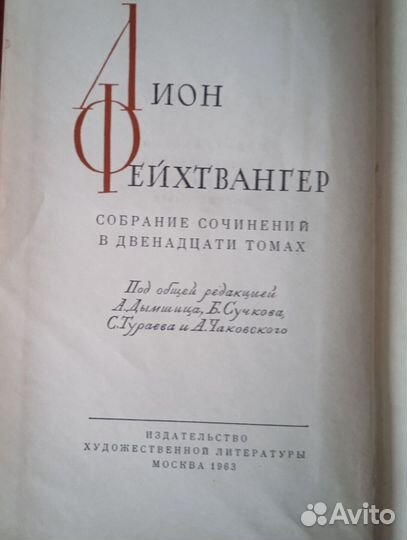 ЛИОН
ФЕЙХТВАНГЕР
СОБРАНИЕ СОЧИНЕНИЙ
В ДВЕНАДЦАТИ ТОМАХ
Под общей редакцией
А. Дымшица, Б. Сучкова,
С. Тураева и А. Чаковского
ИЗДАТЕЛЬСТВО
ХУДОЖЕСТВЕННОЙ ЛИТЕРАТУРЫ
МОСКВА 1963
Avito